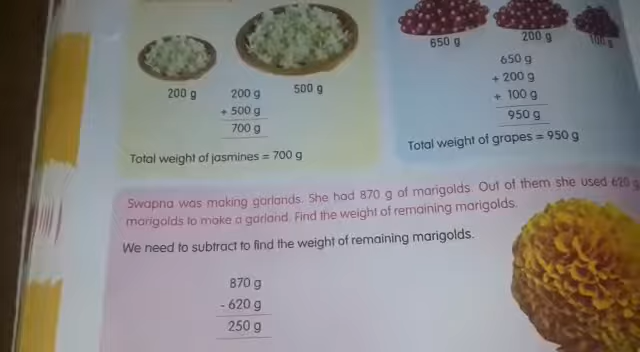 200 g
500 g
200 g
+ 500 g
700 g
Total weight of jasmines = 700 g
650 g
200 g
100 g
650 g
+ 200 g
+ 100 g
950 g
Total weight of grapes = 950 g
Swapna was making garlands. She had 870 g of marigolds. Out of them she used 620 g
marigolds to make a garland. Find the weight of remaining marigolds.
We need to subtract to find the weight of remaining marigolds.
870 g
- 620 g
250 g